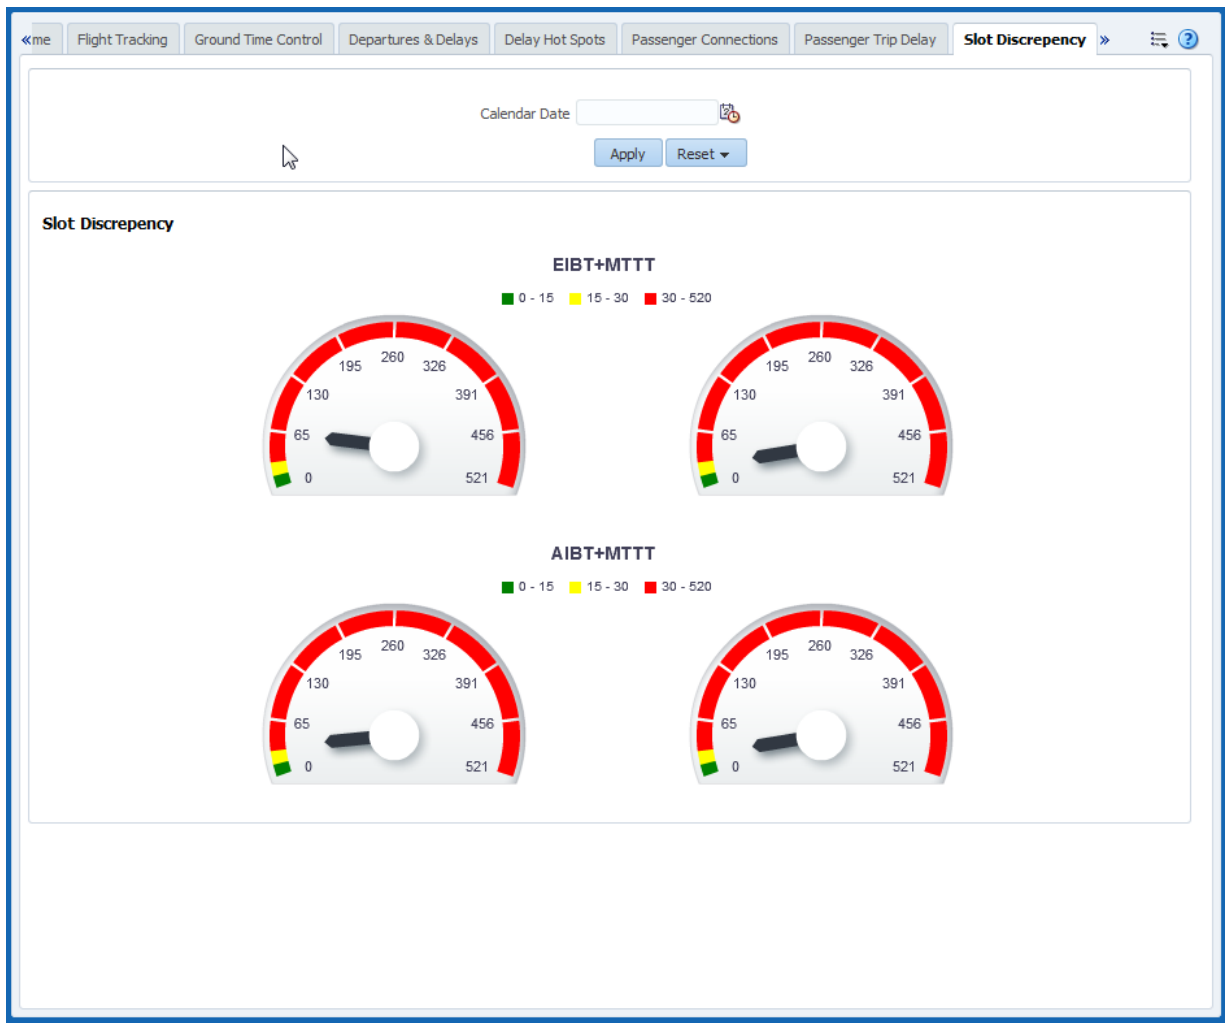 «me Flight Tracking Ground Time Control Departures & Delays Delay Hot Spots Passenger Connections Passenger Trip Delay Slot Discrepency » ?
Calendar Date
Apply Reset
Slot Discrepency
EIBT+MTTT
0 - 15 15 - 30 30 - 520
0 65 130 195 260 326 391 456 521
0 65 130 195 260 326 391 456 521
AIBT+MTTT
0 - 15 15 - 30 30 - 520
0 65 130 195 260 326 391 456 521
0 65 130 195 260 326 391 456 521